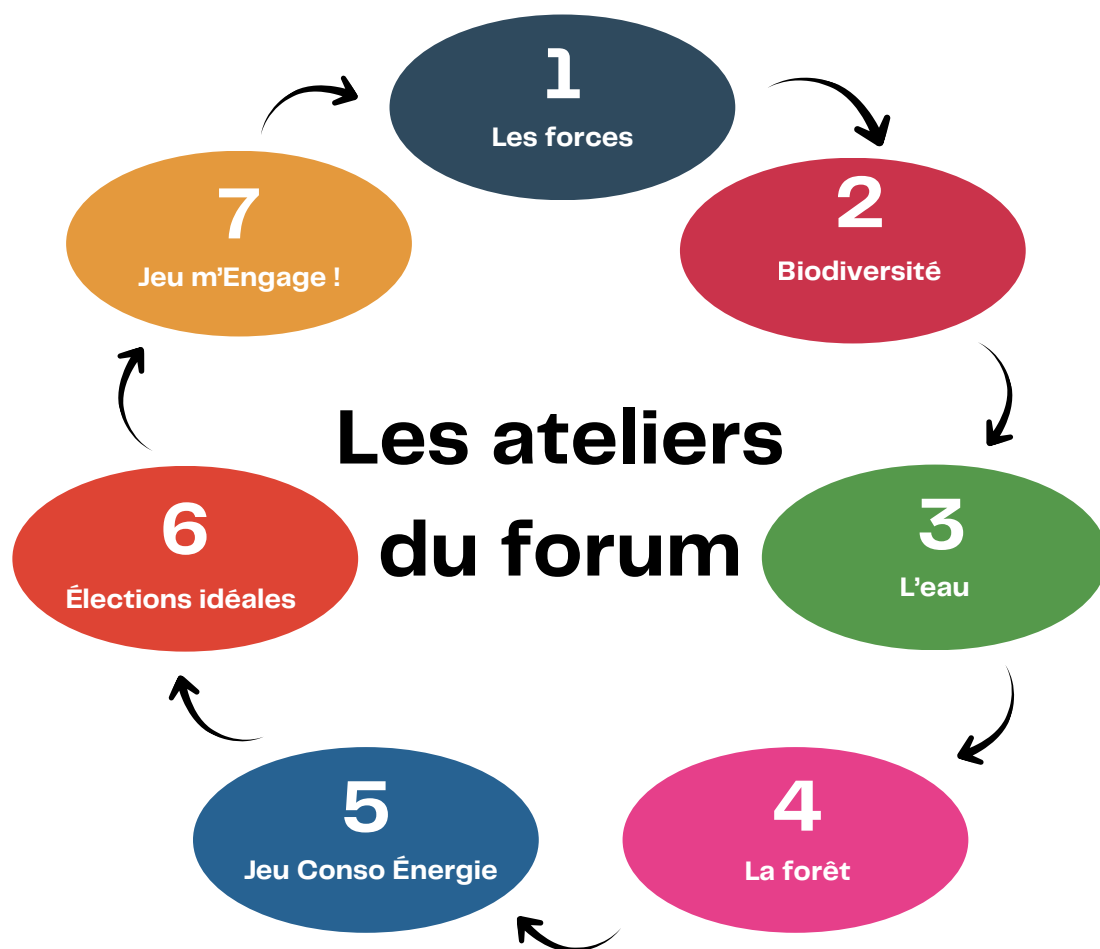 1
Les forces
2
Biodiversité
3
L'eau
4
La forêt
5
Jeu Conso Énergie
6
Élections idéales
7
Jeu m'Engage !
Les ateliers
du forum